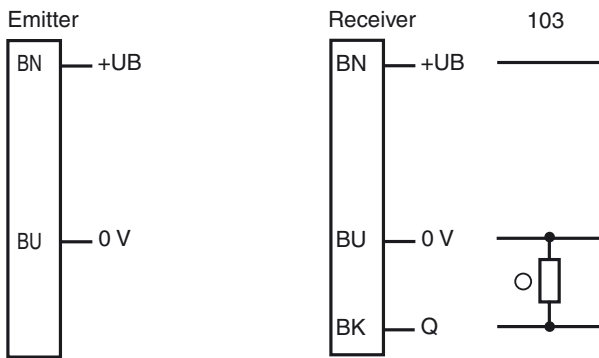 Emitter
BN +UB
BU 0 V
Receiver 103
BN +UB
BU 0 V
BK Q